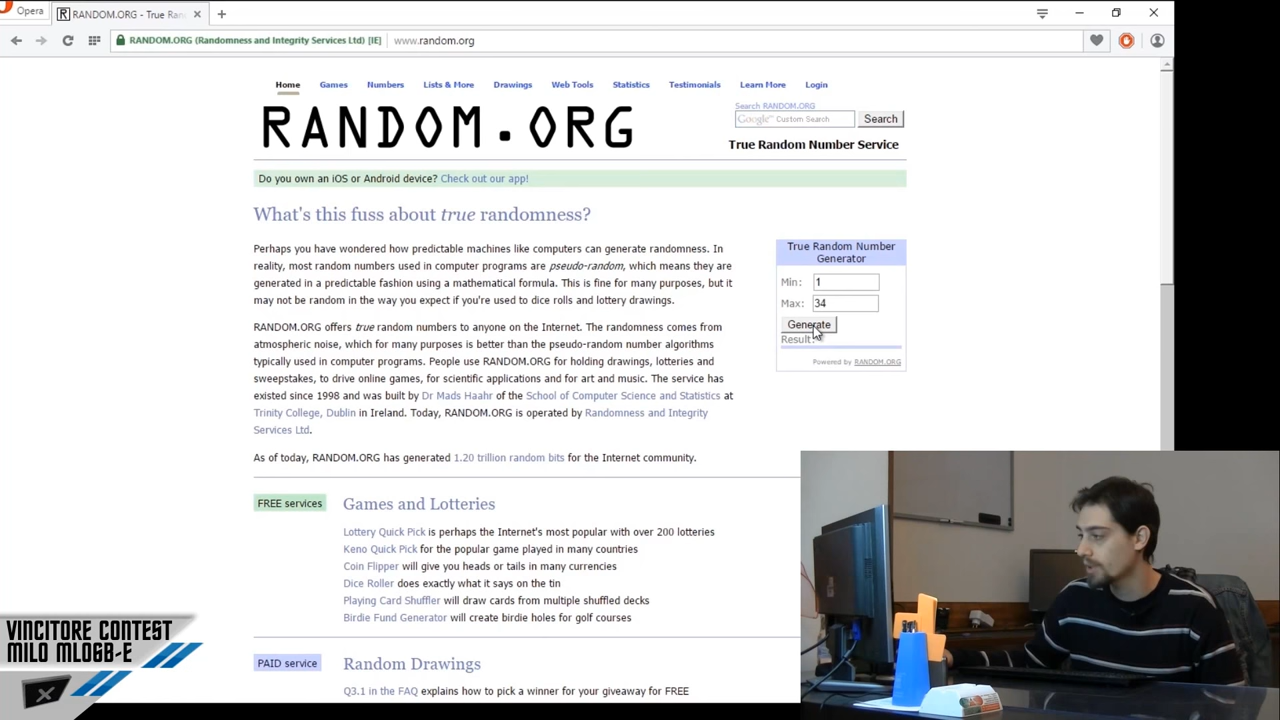 Opera
RANDOM.ORG - True Ran
RANDOM.ORG (Randomness and Integrity Services Ltd) [IE]
www.random.org
Home Games Numbers Lists & More Drawings Web Tools Statistics Testimonials Learn More Login
RANDOM.ORG
Search RANDOM.ORG
Google™ Custom Search
Search
True Random Number Service
Do you own an iOS or Android device? Check out our app!
What's this fuss about true randomness?
Perhaps you have wondered how predictable machines like computers can generate randomness. In
reality, most random numbers used in computer programs are pseudo-random, which means they are
generated in a predictable fashion using a mathematical formula. This is fine for many purposes, but it
may not be random in the way you expect if you're used to dice rolls and lottery drawings.
RANDOM.ORG offers true random numbers to anyone on the Internet. The randomness comes from
atmospheric noise, which for many purposes is better than the pseudo-random number algorithms
typically used in computer programs. People use RANDOM.ORG for holding drawings, lotteries and
sweepstakes, to drive online games, for scientific applications and for art and music. The service has
existed since 1998 and was built by Dr Mads Haahr of the School of Computer Science and Statistics at
Trinity College, Dublin in Ireland. Today, RANDOM.ORG is operated by Randomness and Integrity
Services Ltd.
As of today, RANDOM.ORG has generated 1.20 trillion random bits for the Internet community.
True Random Number
Generator
Min: 1
Max: 34
Generate
Result:
Powered by RANDOM.ORG
FREE services
Games and Lotteries
Lottery Quick Pick is perhaps the Internet's most popular with over 200 lotteries
Keno Quick Pick for the popular game played in many countries
Coin Flipper will give you heads or tails in many currencies
Dice Roller does exactly what it says on the tin
Playing Card Shuffler will draw cards from multiple shuffled decks
Birdie Fund Generator will create birdie holes for golf courses
PAID service
Random Drawings
Q3.1 in the FAQ explains how to pick a winner for your giveaway for FREE
VINCITORE CONTEST
MILO ML06B-E